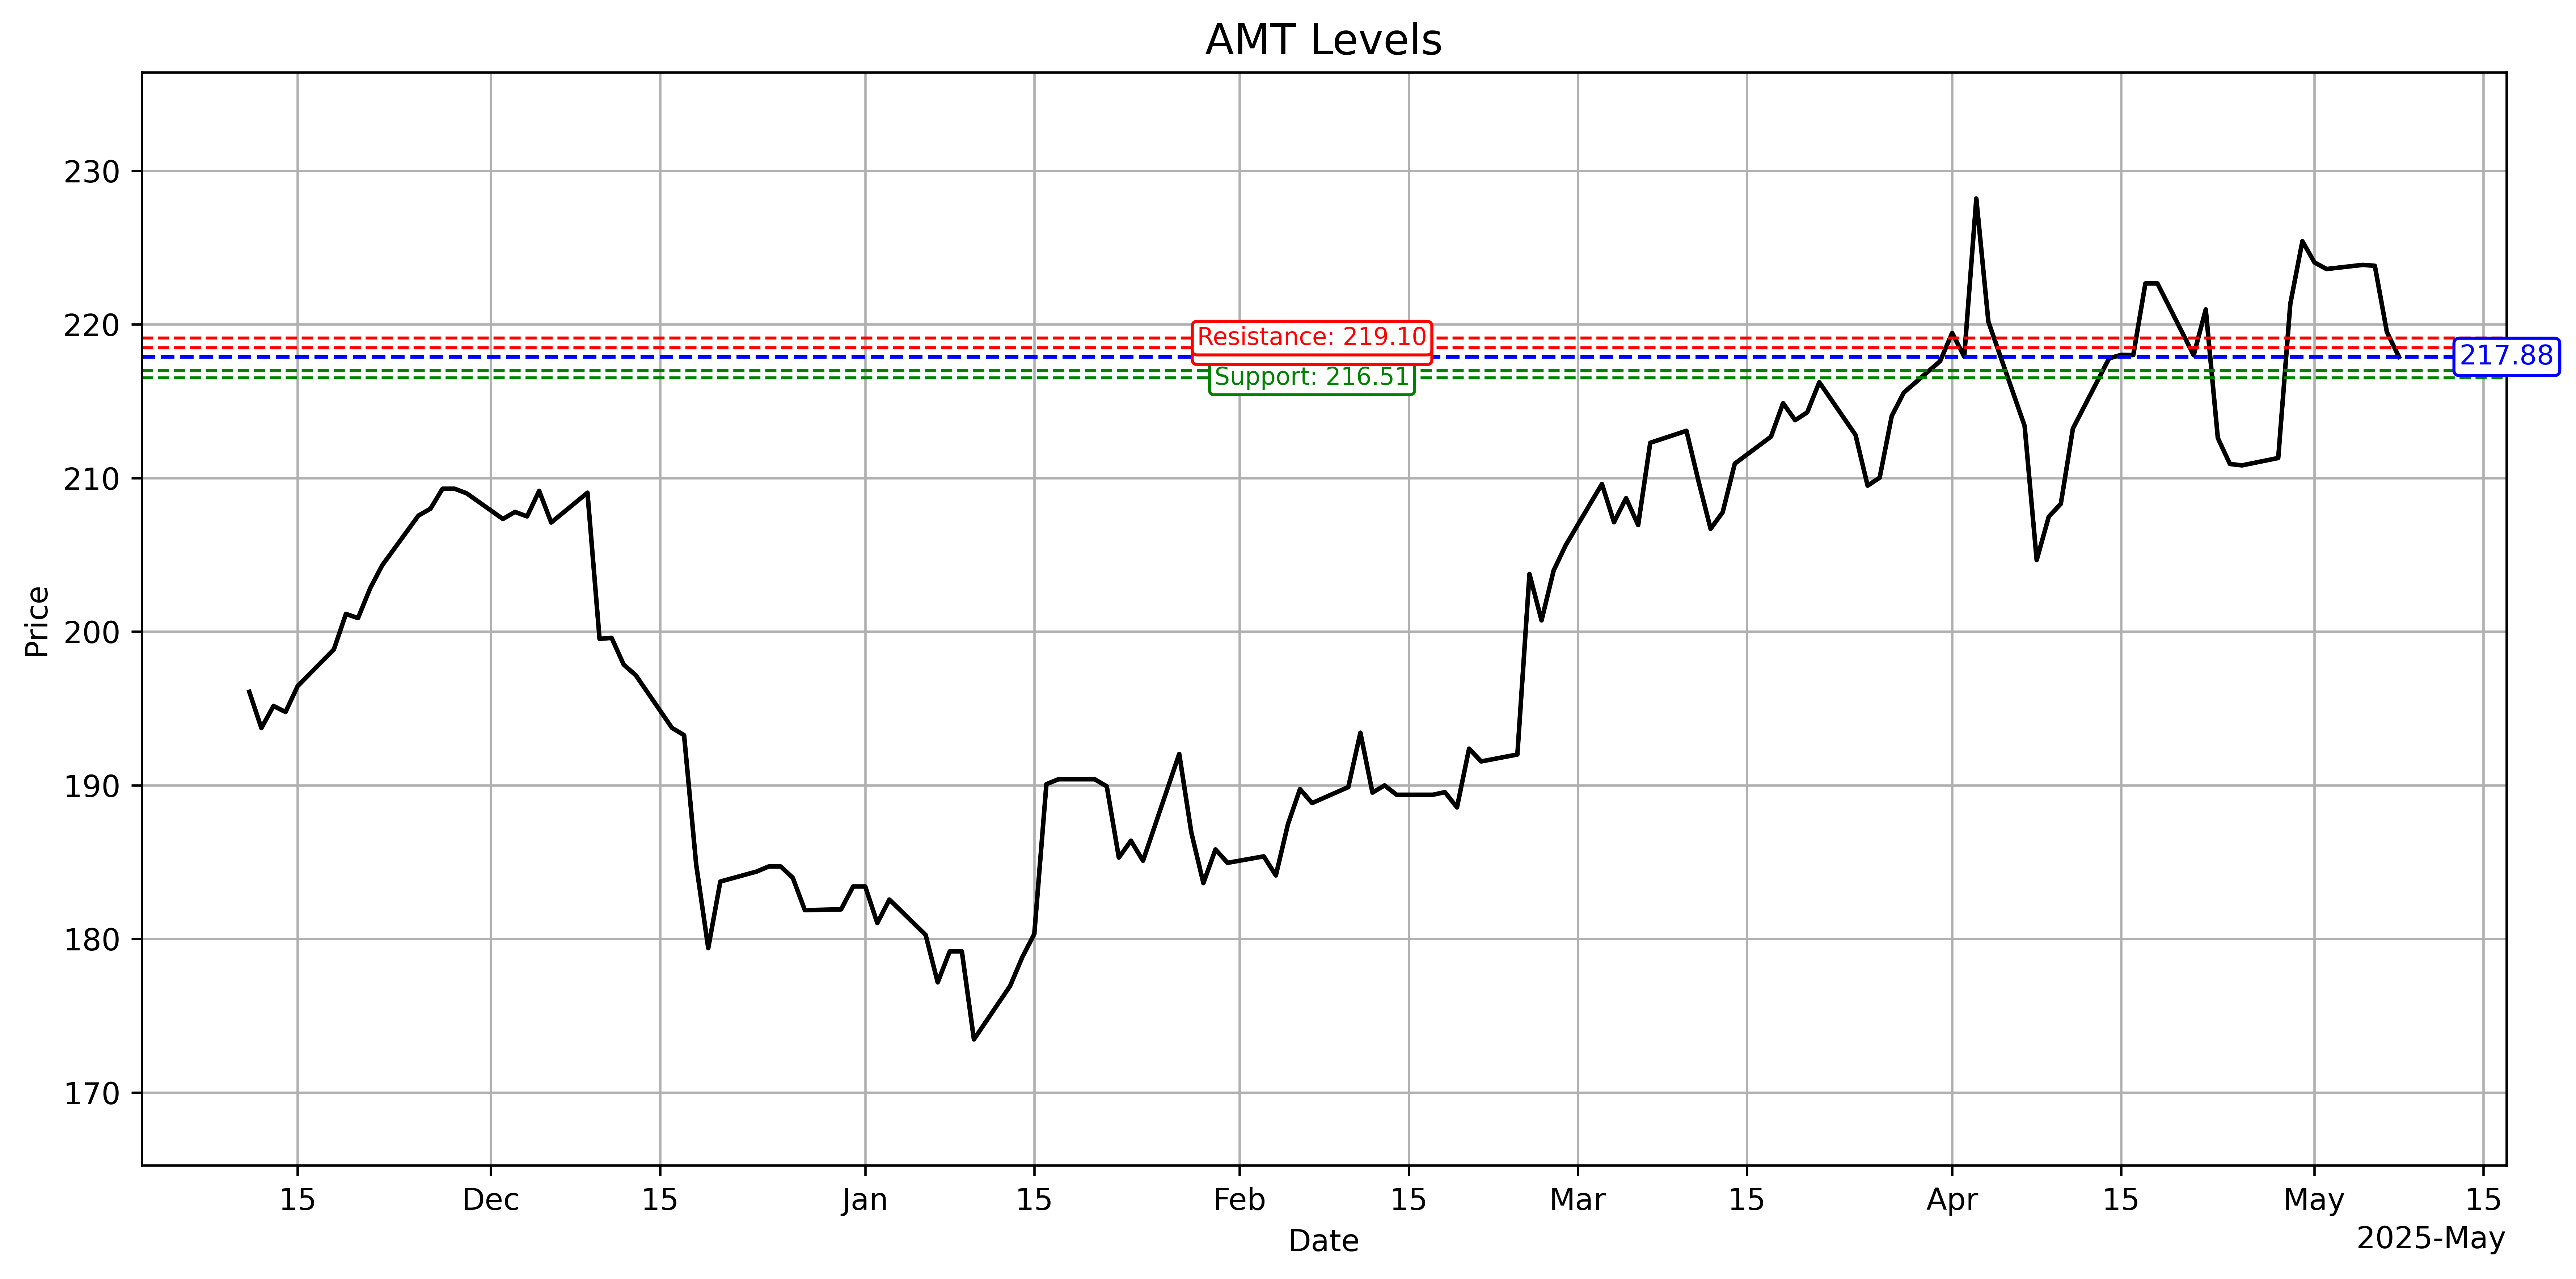 AMT Levels
Price
230
220
210
200
190
180
170
Resistance: 219.10
Support: 216.51
217.88
15 Dec 15 Jan 15 Feb 15 Mar 15 Apr 15 May 15
Date
2025-May